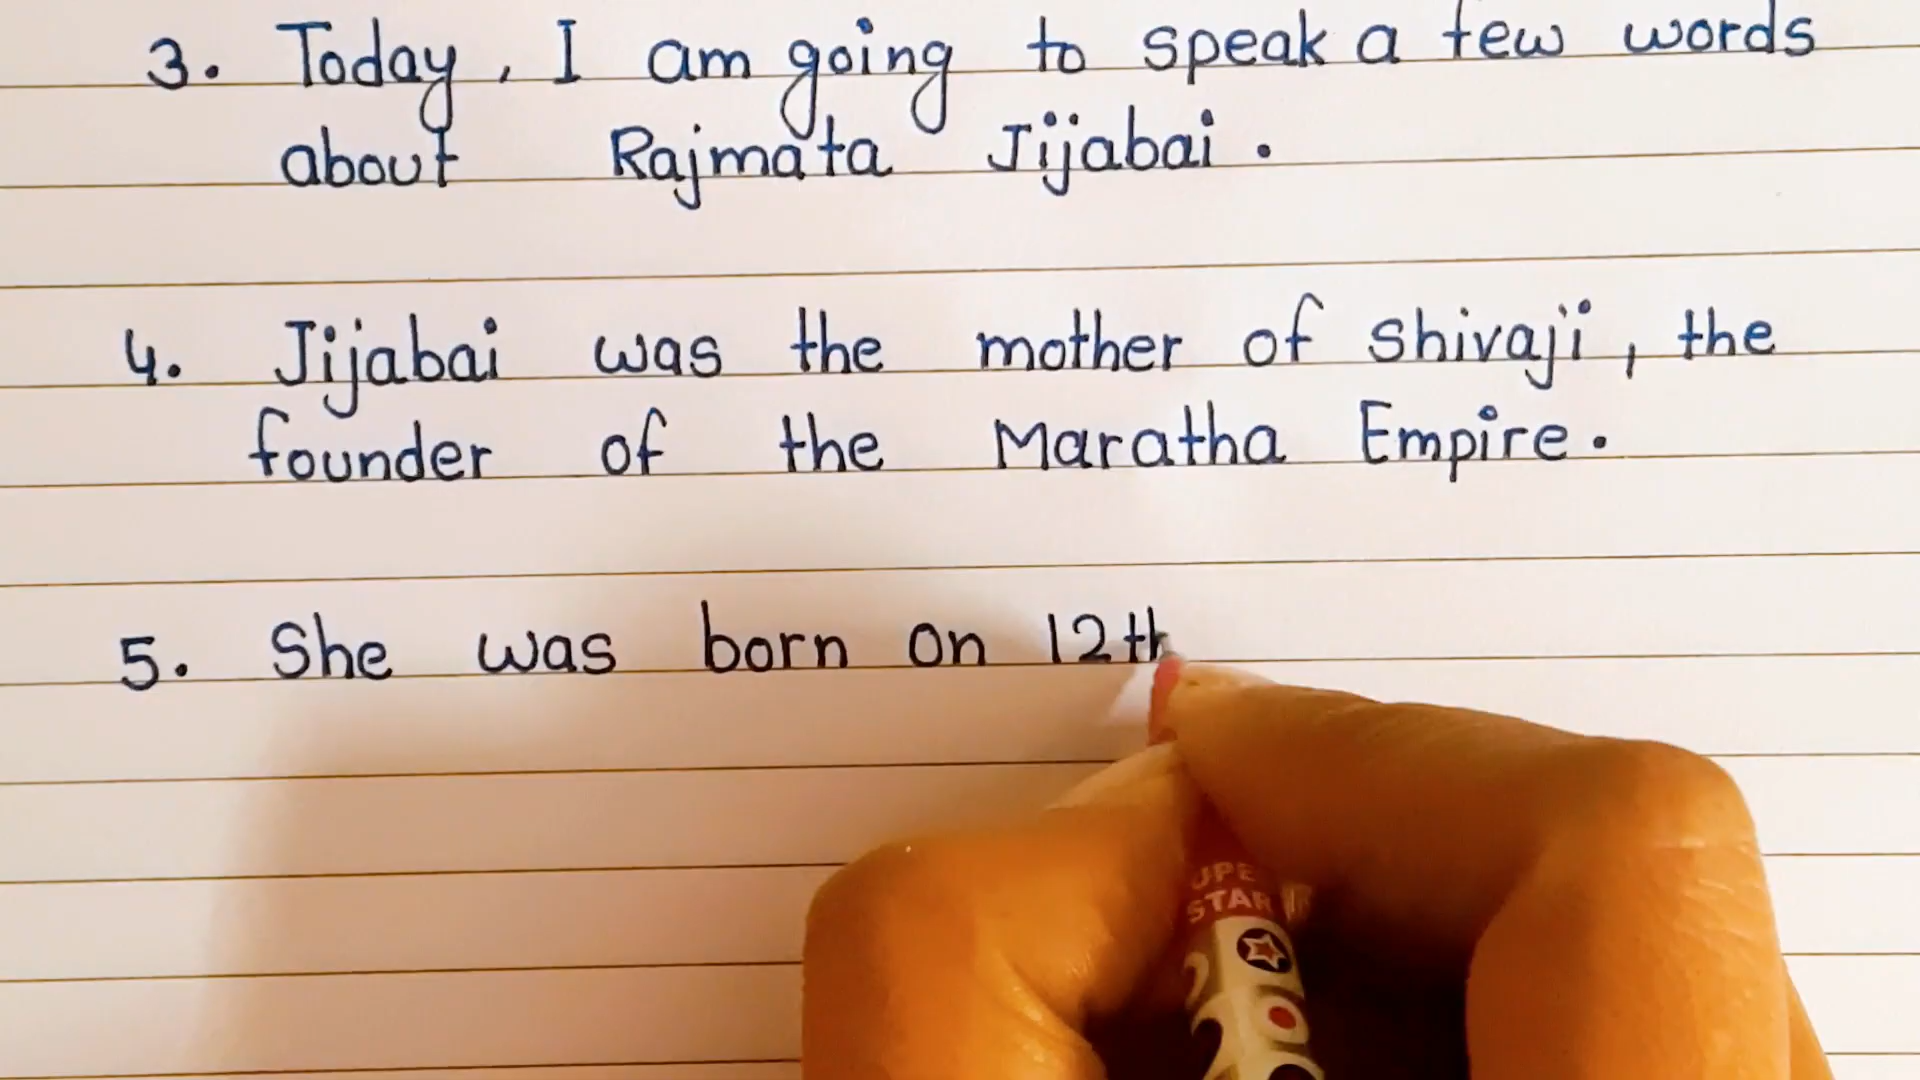 3. Today, I am going to speak a few words
about Rajmata Jijabai.
4. Jijabai was the mother of shivaji, the
founder of the Maratha Empire.
5. She was born on 12th
STAR